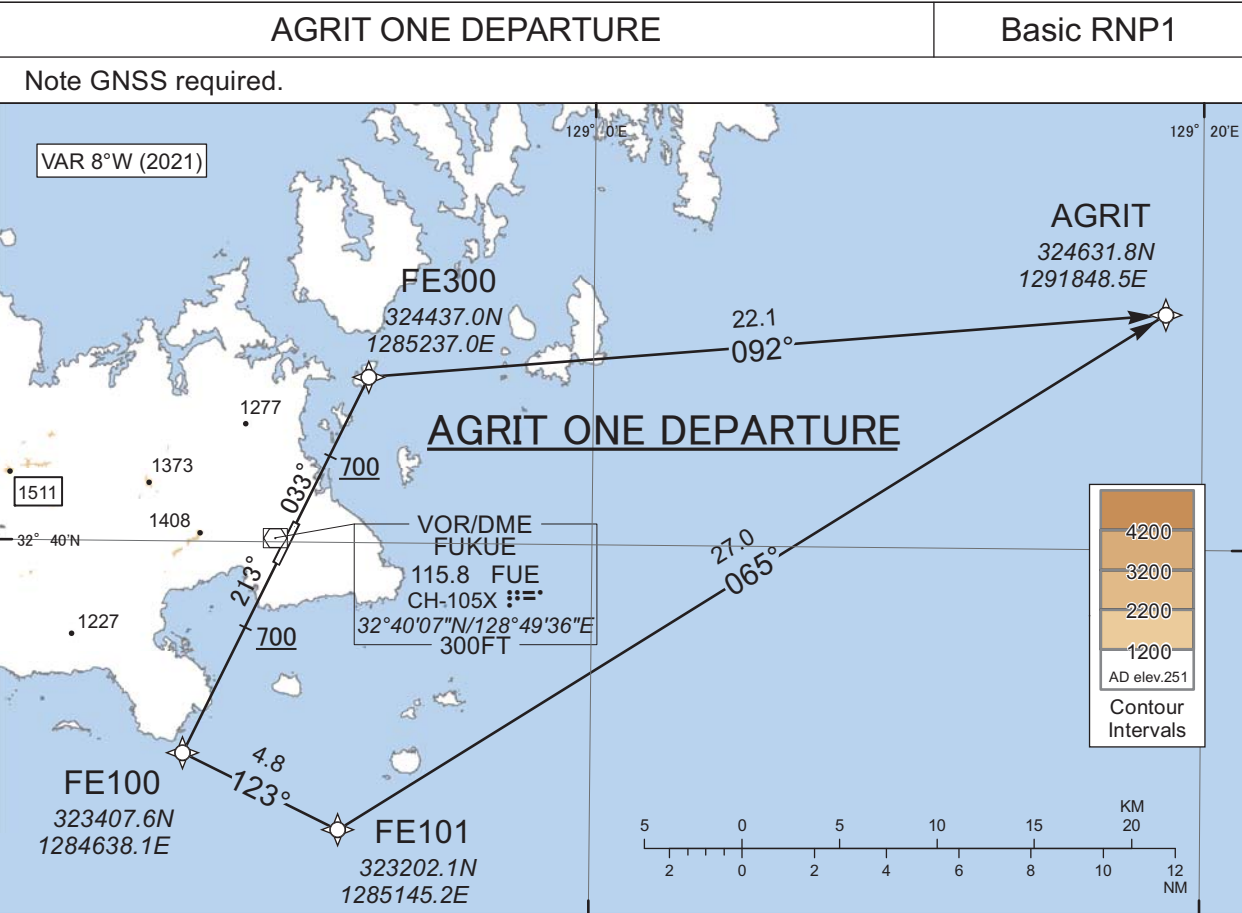 AGRIT ONE DEPARTURE
Basic RNP1
Note GNSS required.
129° 0'E
129° 20'E
VAR 8°W (2021)
AGRIT
324631.8N
1291848.5E
FE300
324437.0N
1285237.0E
22.1
092°
1277
AGRIT ONE DEPARTURE
1373
700
1511
033°
1408
32° 40'N
VOR/DME
FUKUE
115.8 FUE
CH-105X
32°40'07"N/128°49'36"E
300FT
27.0
065°
213°
1227
700
4200
3200
2200
1200
AD elev.251
Contour
Intervals
4.8
123°
FE100
323407.6N
1284638.1E
FE101
323202.1N
1285145.2E
KM
5 0 5 10 15 20
2 0 2 4 6 8 10 12
NM